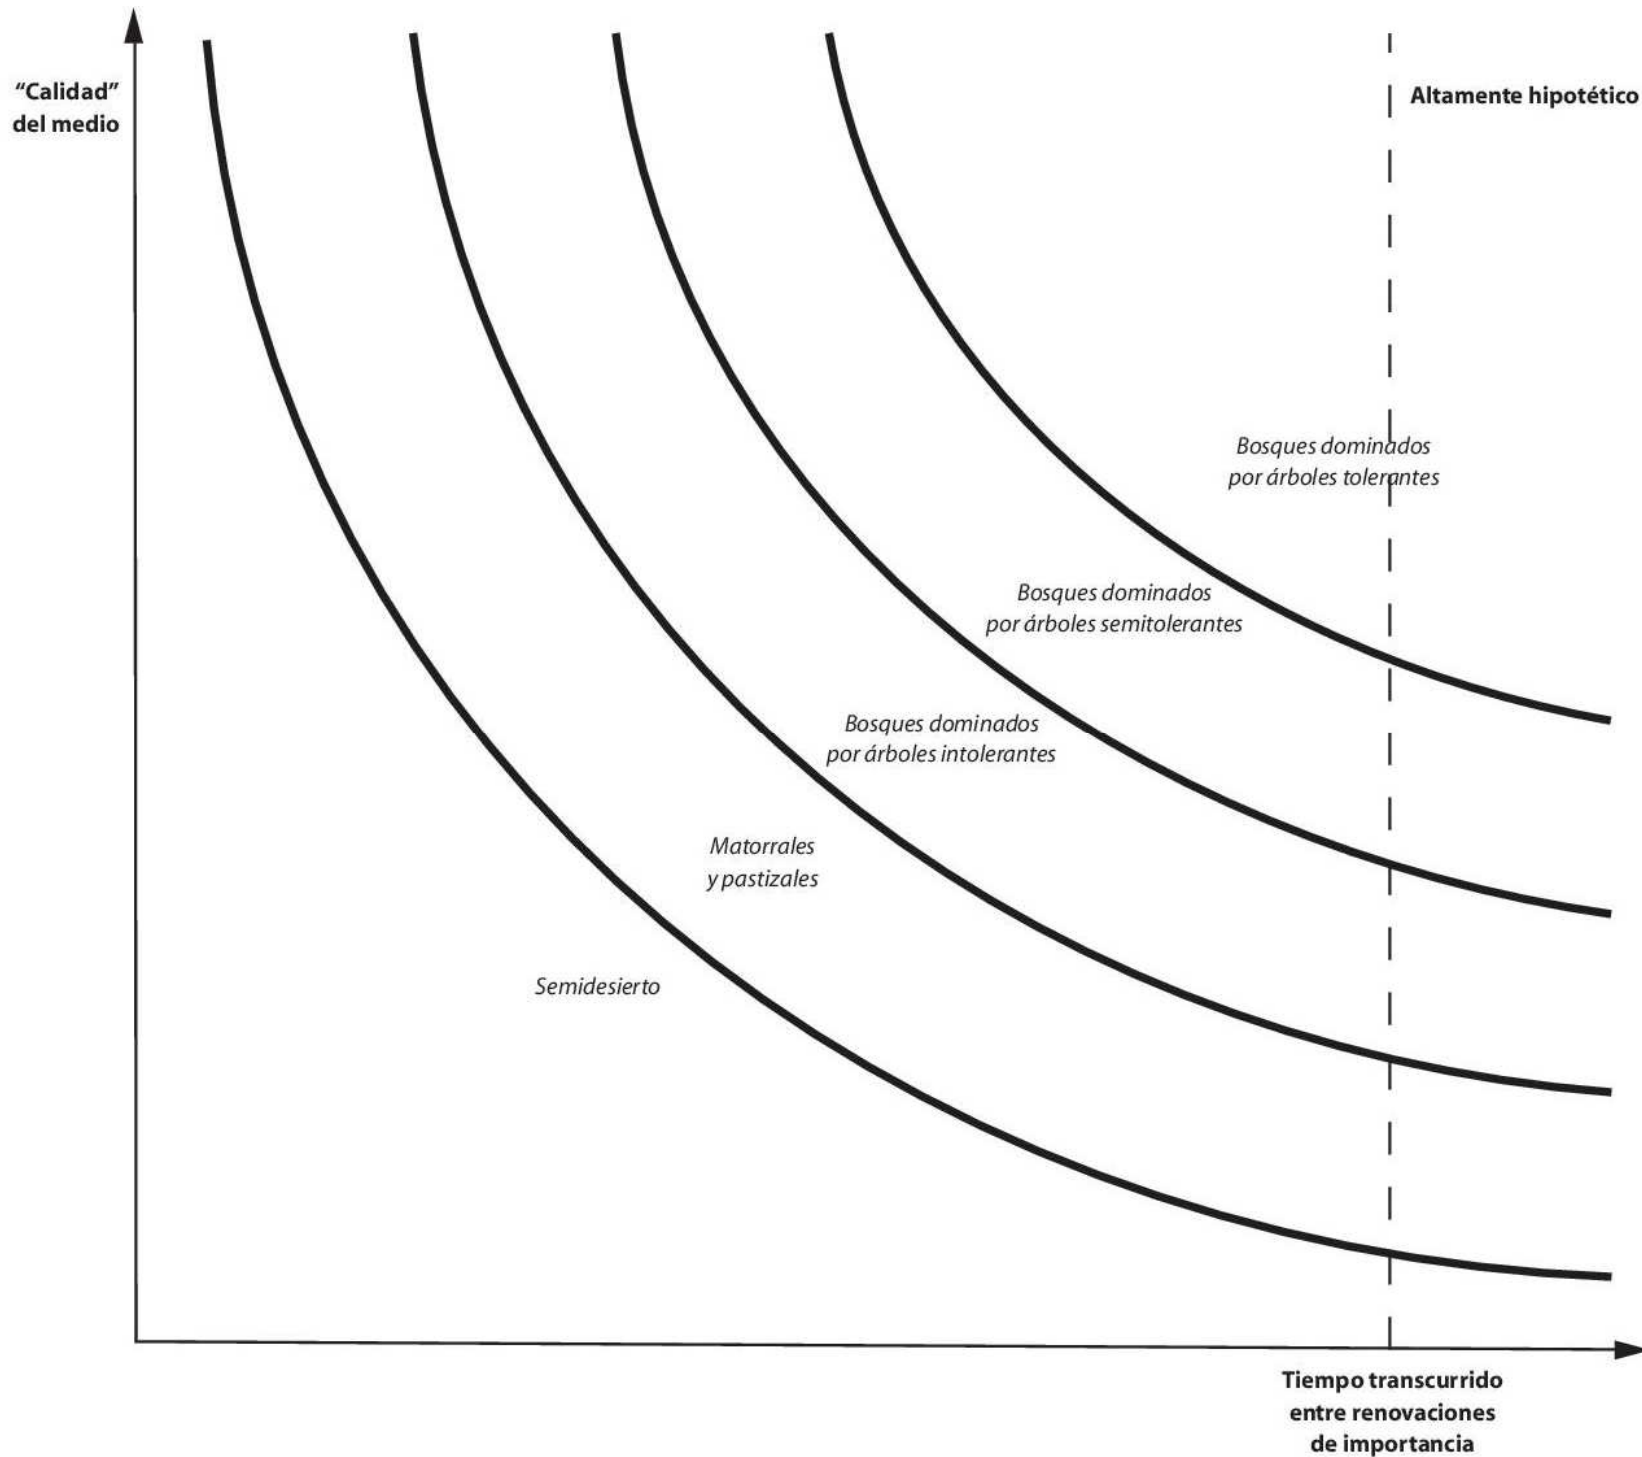 “Calidad”
del medio
Altamente hipotético
Bosques dominados
por árboles tolerantes
Bosques dominados
por árboles semitolerantes
Bosques dominados
por árboles intolerantes
Matorrales
y pastizales
Semidesierto
Tiempo transcurrido
entre renovaciones
de importancia